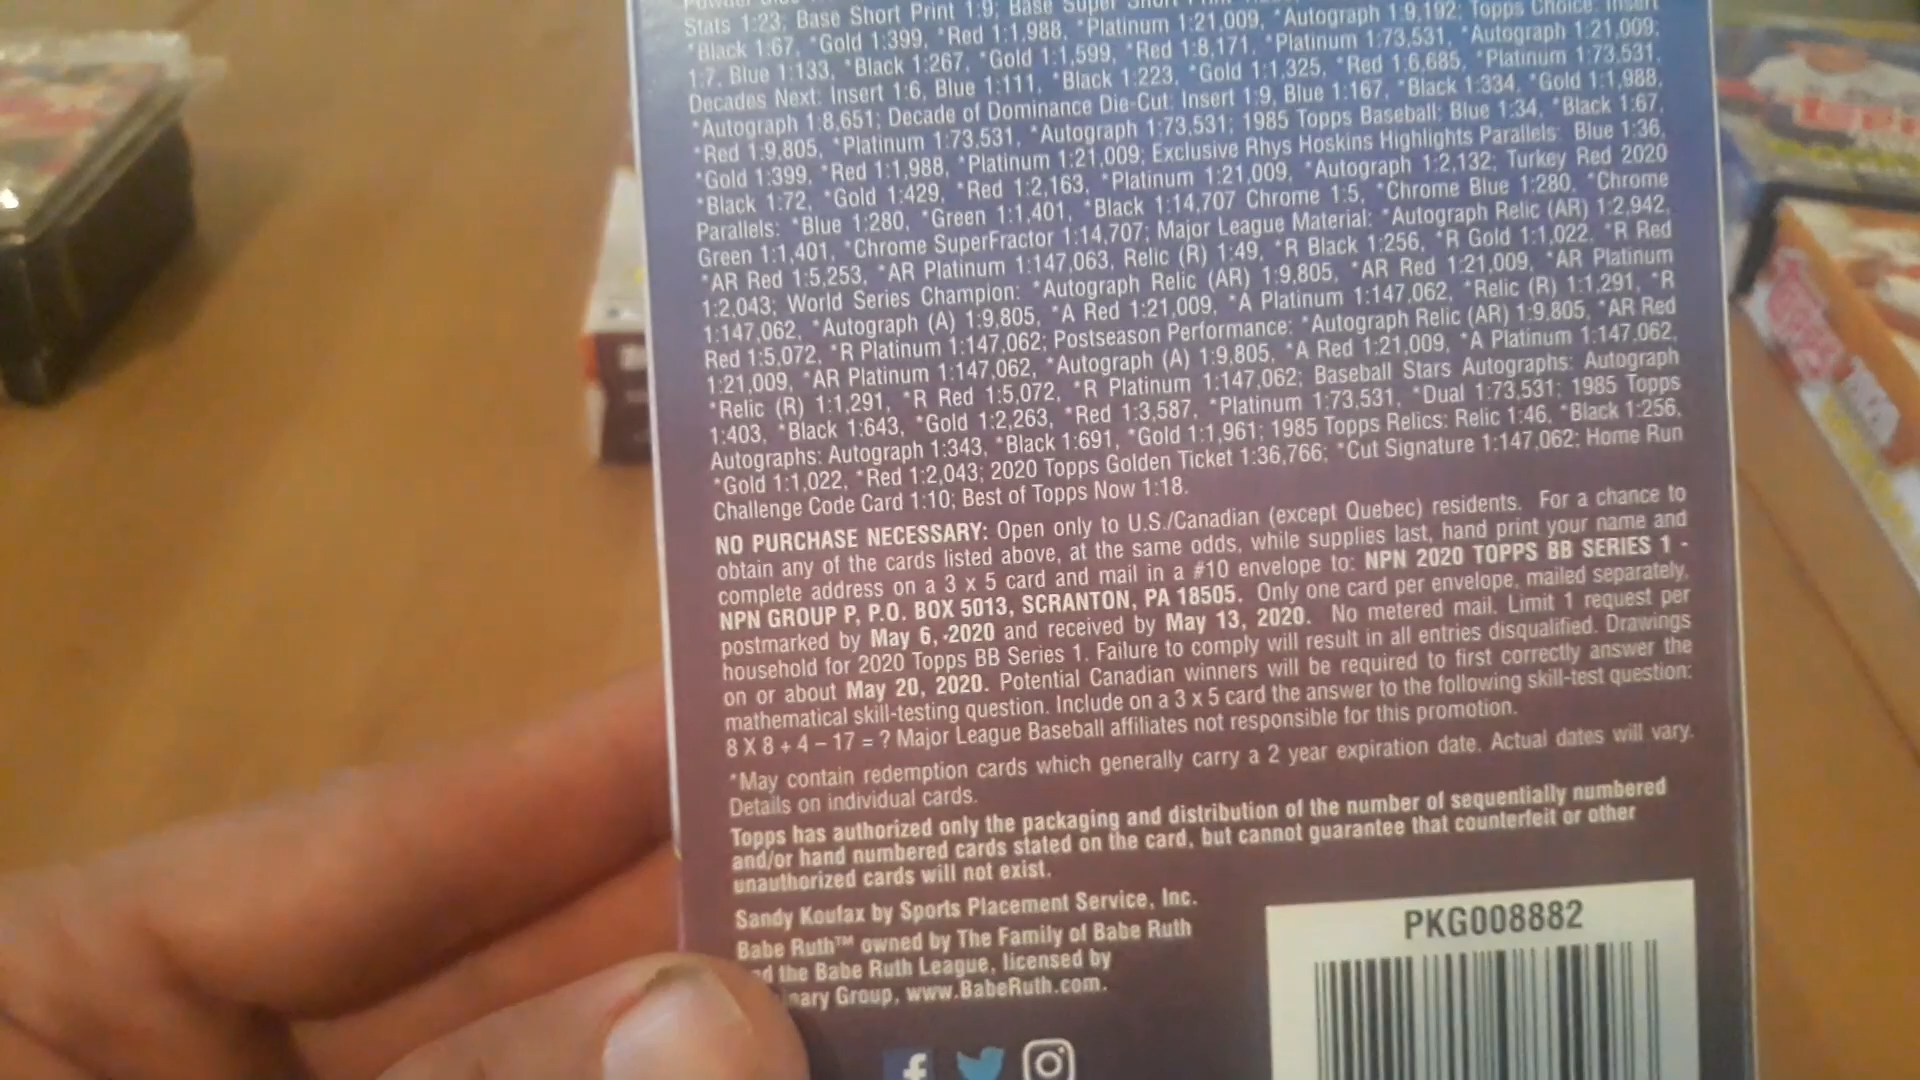 Stats 1:23, Base Short Print 1:9; Base Super Short Print
*Black 1:67, *Gold 1:399, *Red 1:1,988, *Platinum 1:21,009, *Autograph 1:9,192; Topps Choice: Insert
1:7, Blue 1:133, *Black 1:267, *Gold 1:1,599, *Red 1:8,171, *Platinum 1:73,531, *Autograph 1:21,009;
Decades Next: Insert 1:6, Blue 1:111, *Black 1:223, *Gold 1:1,325, *Red 1:6,685, *Platinum 1:73,531,
*Autograph 1:8,651; Decade of Dominance Die-Cut: Insert 1:9, Blue 1:167, *Black 1:334, *Gold 1:1,988,
*Red 1:9,805, *Platinum 1:73,531, *Autograph 1:73,531; 1985 Topps Baseball: Blue 1:34, *Black 1:67,
*Gold 1:399, *Red 1:1,988, *Platinum 1:21,009; Exclusive Rhys Hoskins Highlights Parallels: Blue 1:36,
*Black 1:72, *Gold 1:429, *Red 1:2,163, *Platinum 1:21,009, *Autograph 1:2,132; Turkey Red 2020
Parallels: *Blue 1:280, *Green 1:1,401, *Black 1:14,707 Chrome 1:5, *Chrome Blue 1:280, *Chrome
Green 1:1,401, *Chrome SuperFractor 1:14,707; Major League Material: *Autograph Relic (AR) 1:2,942,
*AR Red 1:5,253, *AR Platinum 1:147,063, Relic (R) 1:49, *R Black 1:256, *R Gold 1:1,022, *R Red
1:2,043; World Series Champion: *Autograph Relic (AR) 1:9,805, *AR Red 1:21,009, *AR Platinum
1:147,062, *Autograph (A) 1:9,805, *A Red 1:21,009, *A Platinum 1:147,062, *Relic (R) 1:1,291, *R
Red 1:5,072, *R Platinum 1:147,062; Postseason Performance: *Autograph Relic (AR) 1:9,805, *AR Red
1:21,009, *AR Platinum 1:147,062, *Autograph (A) 1:9,805, *A Red 1:21,009, *A Platinum 1:147,062,
*Relic (R) 1:1,291, *R Red 1:5,072, *R Platinum 1:147,062; Baseball Stars Autographs: Autograph
1:403, *Black 1:643, *Gold 1:2,263, *Red 1:3,587, *Platinum 1:73,531, *Dual 1:73,531; 1985 Topps
Autographs: Autograph 1:343, *Black 1:691, *Gold 1:1,961; 1985 Topps Relics: Relic 1:46, *Black 1:256,
*Gold 1:1,022, *Red 1:2,043; 2020 Topps Golden Ticket 1:36,766; *Cut Signature 1:147,062; Home Run
Challenge Code Card 1:10; Best of Topps Now 1:18.
NO PURCHASE NECESSARY: Open only to U.S./Canadian (except Quebec) residents. For a chance to
obtain any of the cards listed above, at the same odds, while supplies last, hand print your name and
complete address on a 3 x 5 card and mail in a #10 envelope to: NPN 2020 TOPPS BB SERIES 1 -
NPN GROUP P, P.O. BOX 5013, SCRANTON, PA 18505. Only one card per envelope, mailed separately,
postmarked by May 6, 2020 and received by May 13, 2020. No metered mail. Limit 1 request per
household for 2020 Topps BB Series 1. Failure to comply will result in all entries disqualified. Drawings
on or about May 20, 2020. Potential Canadian winners will be required to first correctly answer the
mathematical skill-testing question. Include on a 3 x 5 card the answer to the following skill-test question:
8 X 8 + 4 – 17 = ? Major League Baseball affiliates not responsible for this promotion.
*May contain redemption cards which generally carry a 2 year expiration date. Actual dates will vary.
Details on individual cards.
Topps has authorized only the packaging and distribution of the number of sequentially numbered
and/or hand numbered cards stated on the card, but cannot guarantee that counterfeit or other
unauthorized cards will not exist.
Sandy Koufax by Sports Placement Service, Inc.
Babe Ruth™ owned by The Family of Babe Ruth
the Babe Ruth League, licensed by
Group, www.BabeRuth.com.
PKG008882